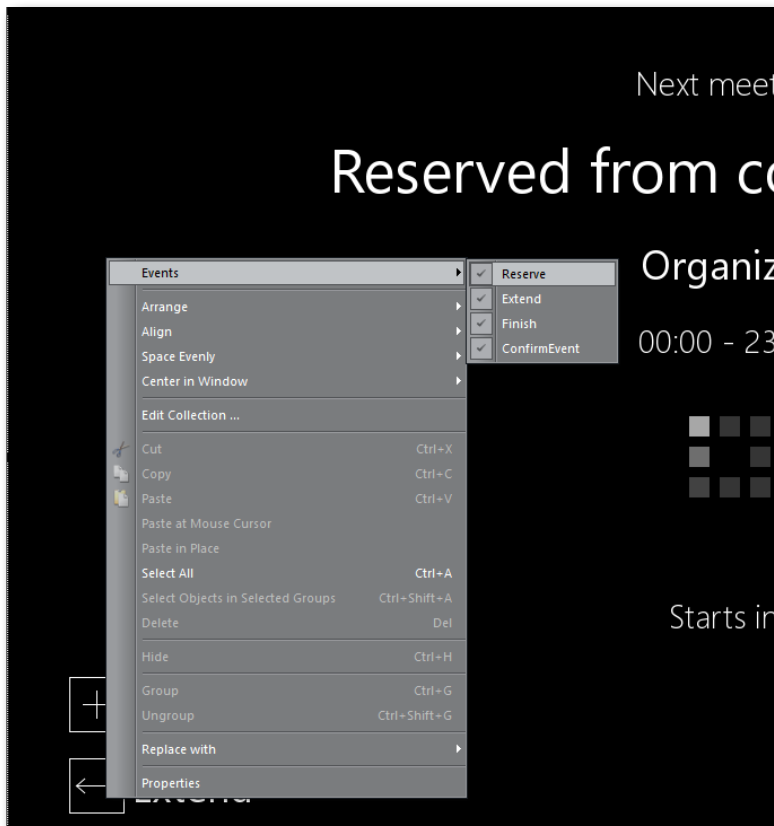 Next meet
Reserved from co
Organiz
00:00 - 23
Starts in
Events
Arrange
Align
Space Evenly
Center in Window
Edit Collection ...
Cut Ctrl+X
Copy Ctrl+C
Paste Ctrl+V
Paste at Mouse Cursor
Paste in Place
Select All Ctrl+A
Select Objects in Selected Groups Ctrl+Shift+A
Delete Del
Hide Ctrl+H
Group Ctrl+G
Ungroup Ctrl+Shift+G
Replace with
Properties
Reserve
Extend
Finish
ConfirmEvent
Extend